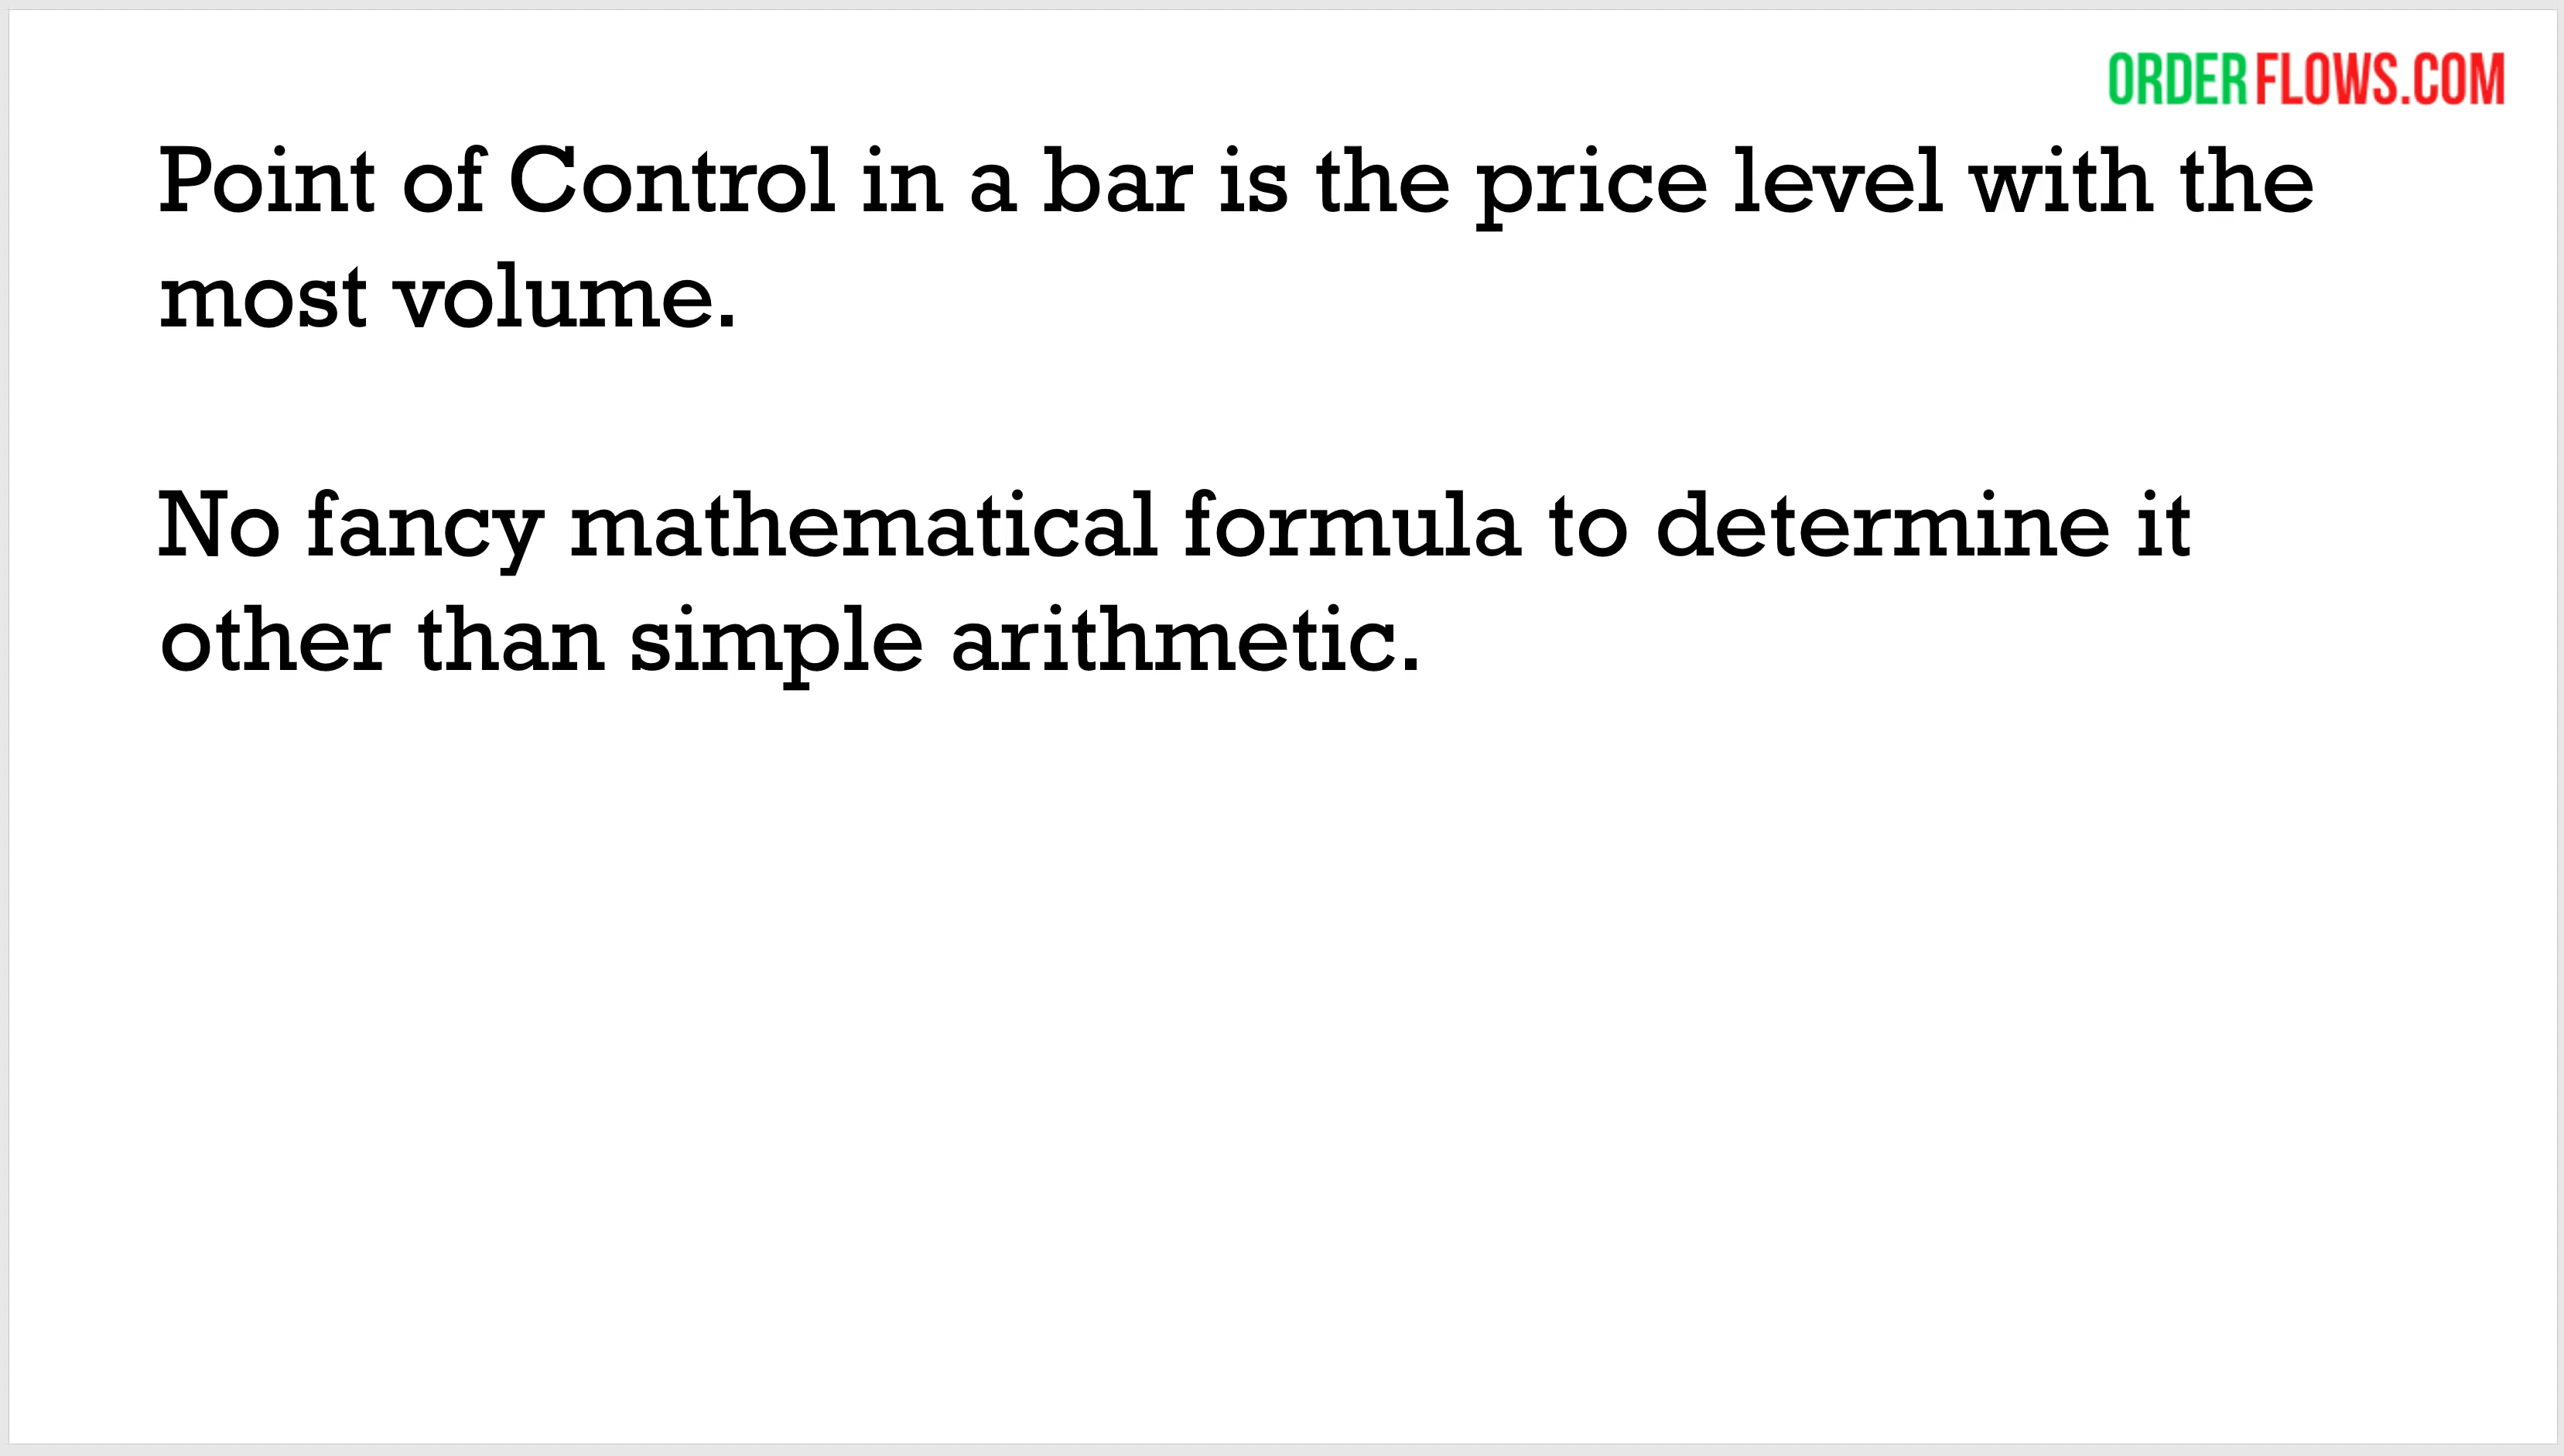 ORDERFLOWS.COM
Point of Control in a bar is the price level with the
most volume.
No fancy mathematical formula to determine it
other than simple arithmetic.